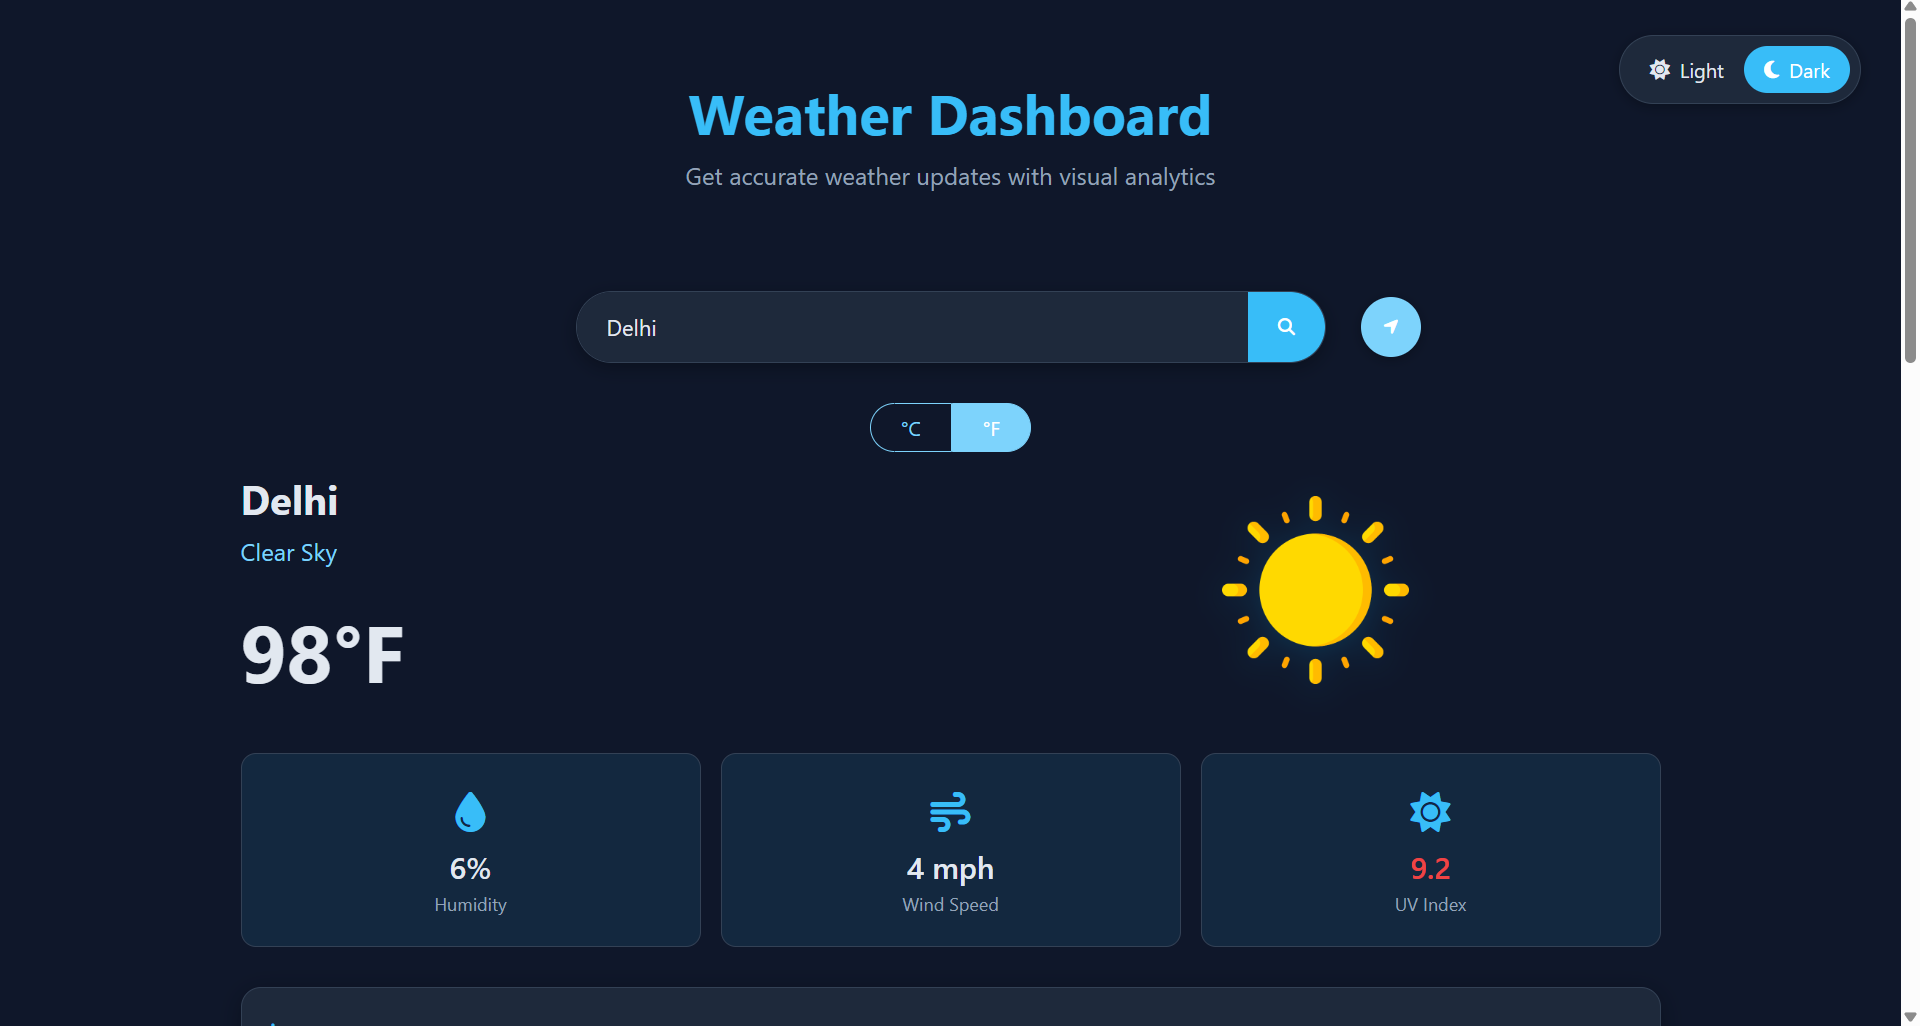 Light
Dark
Weather Dashboard
Get accurate weather updates with visual analytics
Delhi
°C
°F
Delhi
Clear Sky
98°F
6%
Humidity
4 mph
Wind Speed
9.2
UV Index